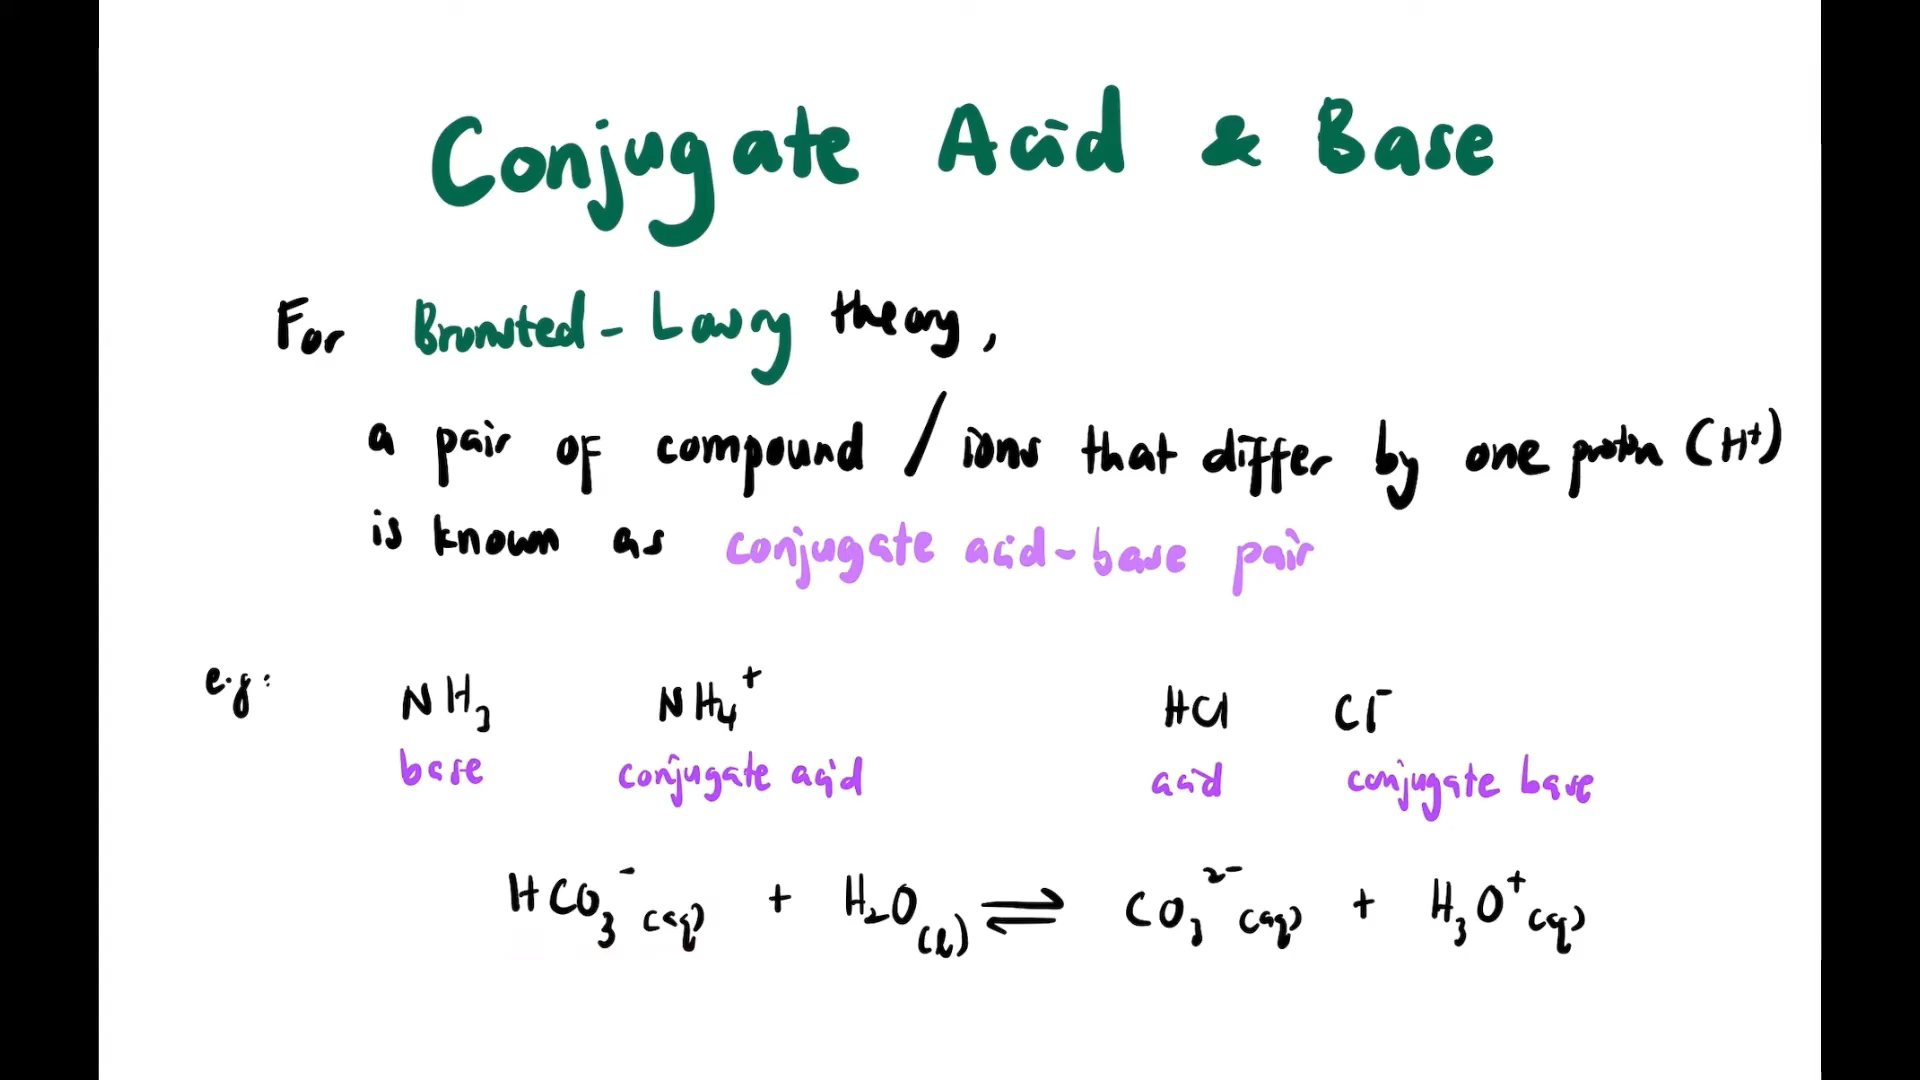 Conjugate Acid & Base
For Bronsted-Lowry theory,
a pair of compound / ions that differ by one proton (H⁺)
is known as conjugate acid-base pair
e.g: NH₃ NH₄⁺ HCl Cl⁻
base conjugate acid acid conjugate base
HCO₃⁻(aq) + H₂O(l) ⇌ CO₃²⁻(aq) + H₃O⁺(aq)